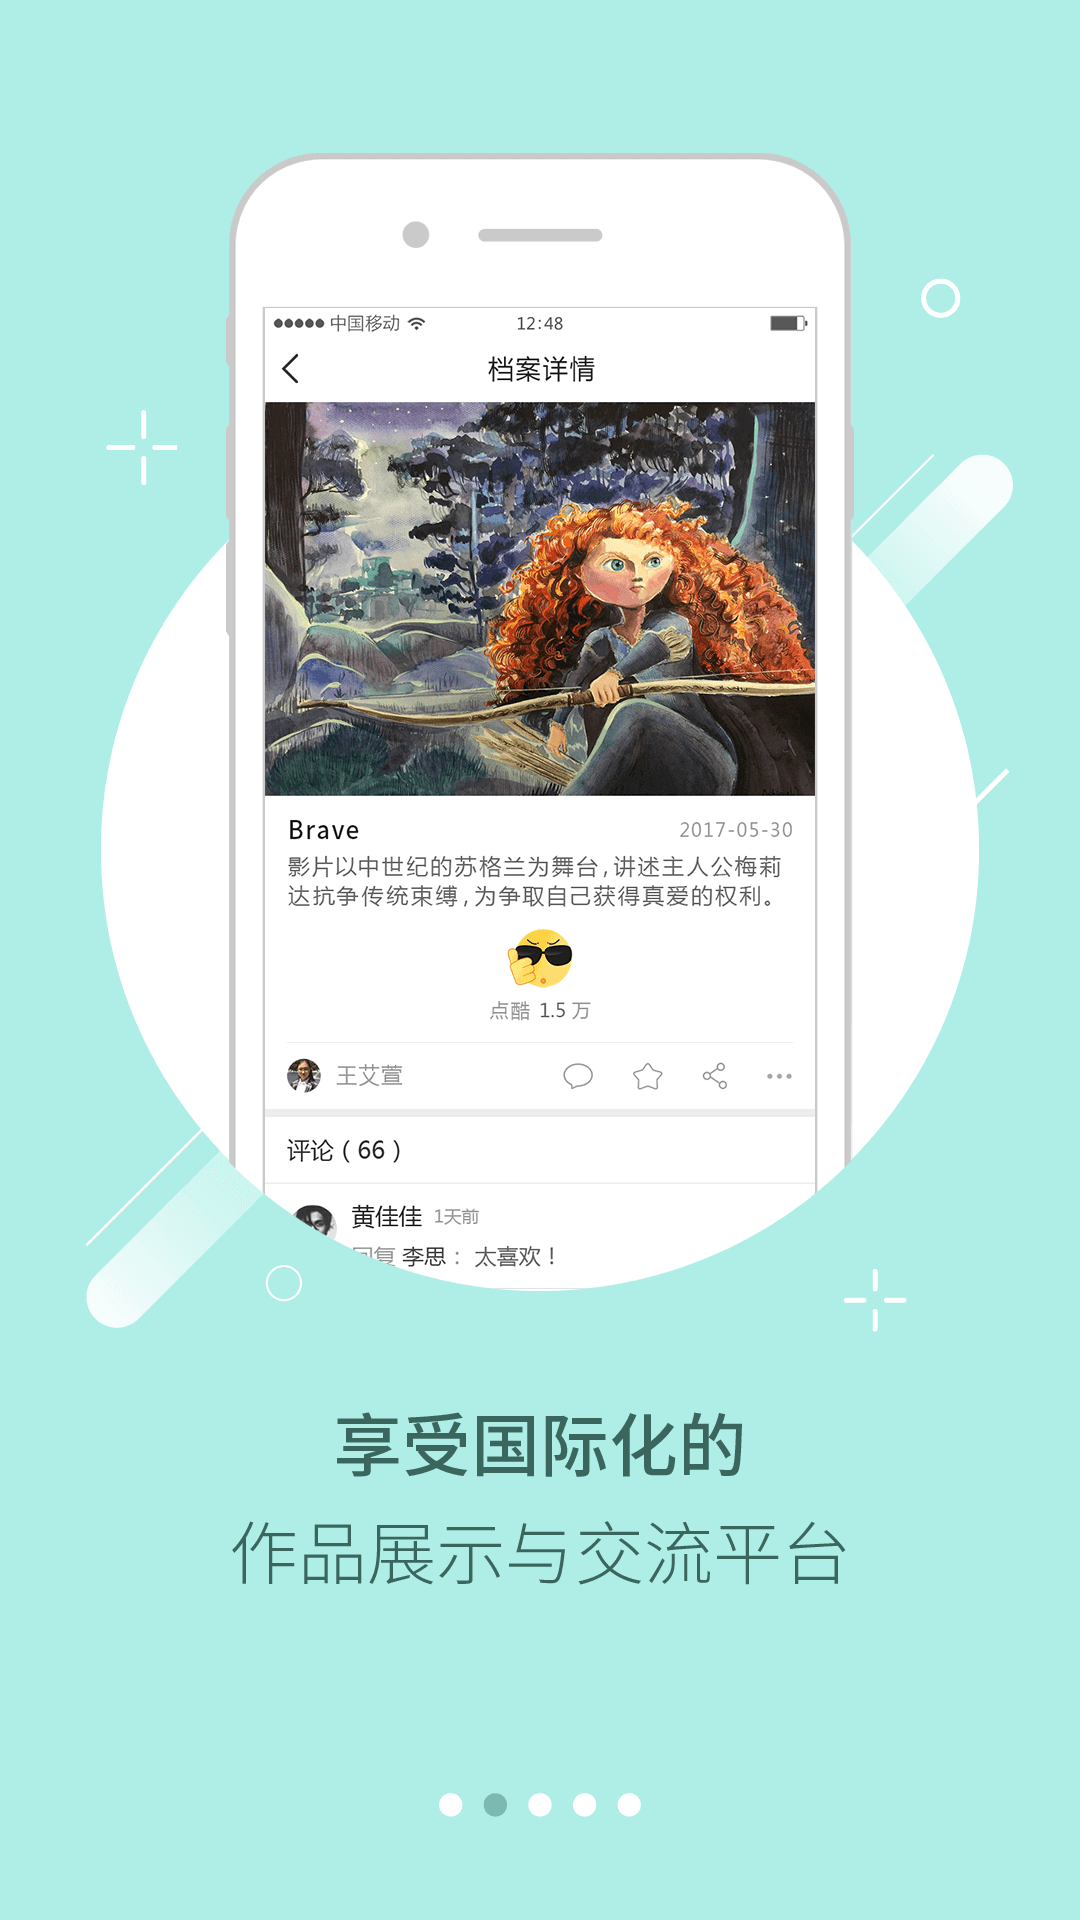 中国移动
12:48
档案详情
Brave
2017-05-30
影片以中世纪的苏格兰为舞台,讲述主人公梅莉
达抗争传统束缚,为争取自己获得真爱的权利。
点酷 1.5 万
王艾萱
评论 ( 66 )
黄佳佳 1天前
回复 李思： 太喜欢！
享受国际化的
作品展示与交流平台